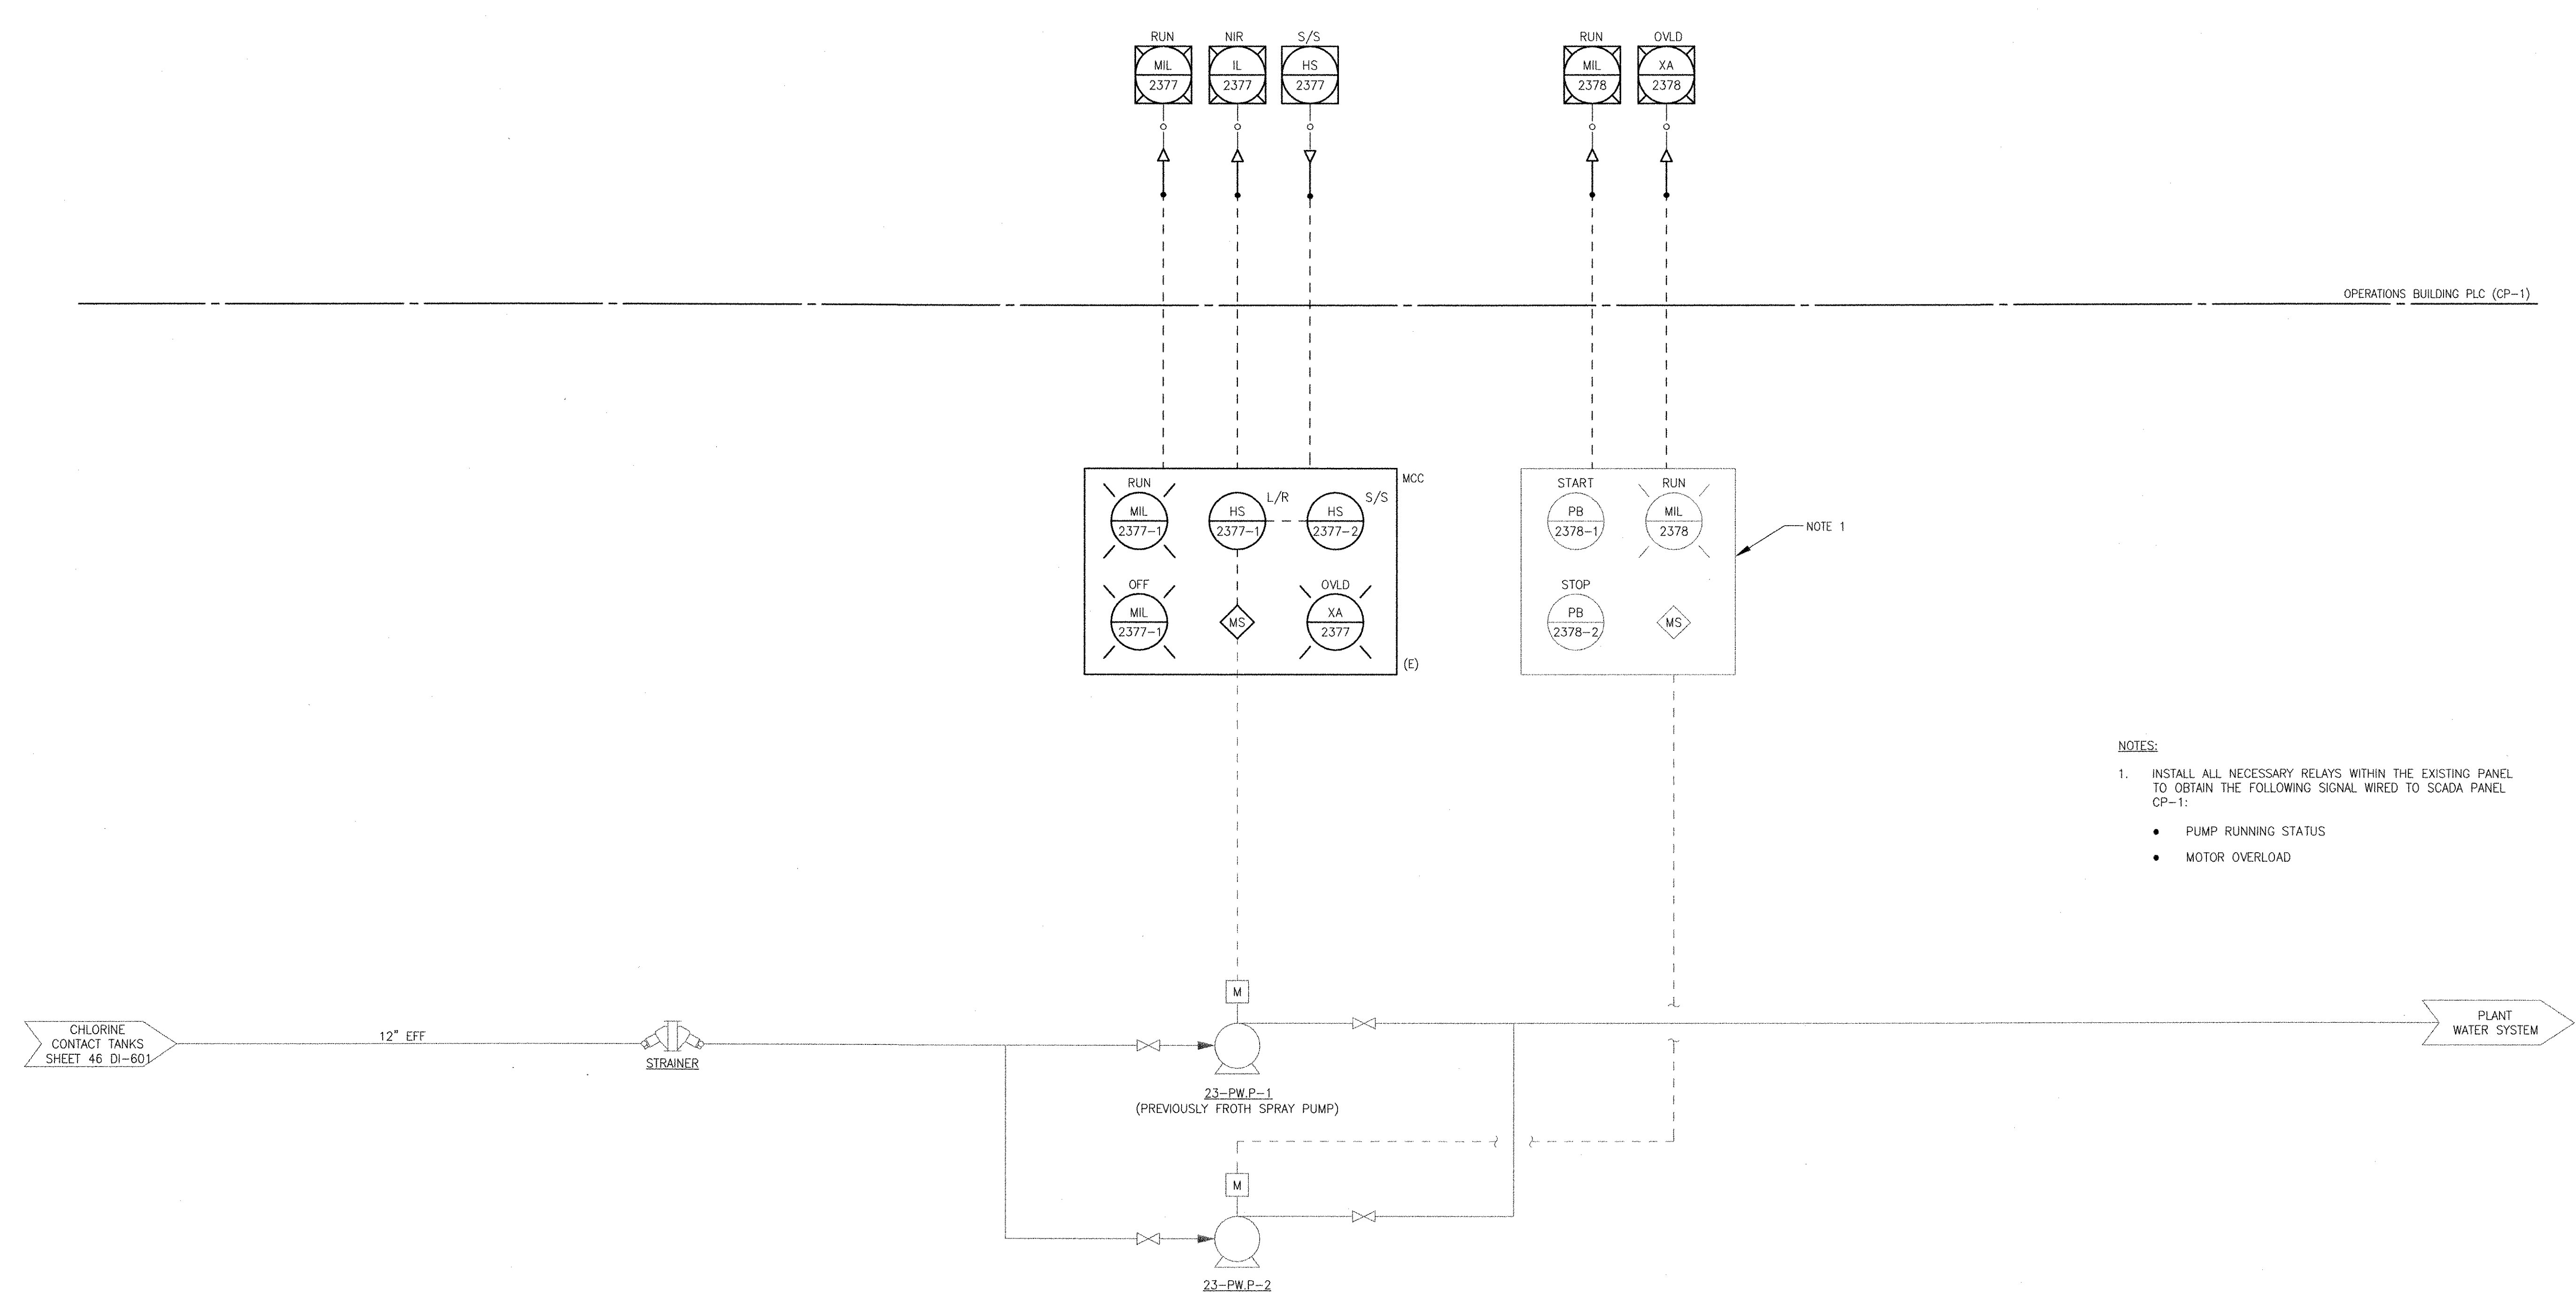 RUN
NIR
S/S
RUN
OVLD
MIL
2377
IL
2377
HS
2377
MIL
2378
XA
2378
OPERATIONS BUILDING PLC (CP-1)
MCC
RUN
MIL
2377-1
L/R
HS
2377-1
S/S
HS
2377-2
OFF
MIL
2377-1
MS
OVLD
XA
2377
(E)
START
PB
2378-1
RUN
MIL
2378
STOP
PB
2378-2
MS
NOTE 1
NOTES:
1. INSTALL ALL NECESSARY RELAYS WITHIN THE EXISTING PANEL
TO OBTAIN THE FOLLOWING SIGNAL WIRED TO SCADA PANEL
CP-1:
• PUMP RUNNING STATUS
• MOTOR OVERLOAD
CHLORINE
CONTACT TANKS
SHEET 46 DI-601
12" EFF
STRAINER
M
23-PW.P-1
(PREVIOUSLY FROTH SPRAY PUMP)
PLANT
WATER SYSTEM
M
23-PW.P-2